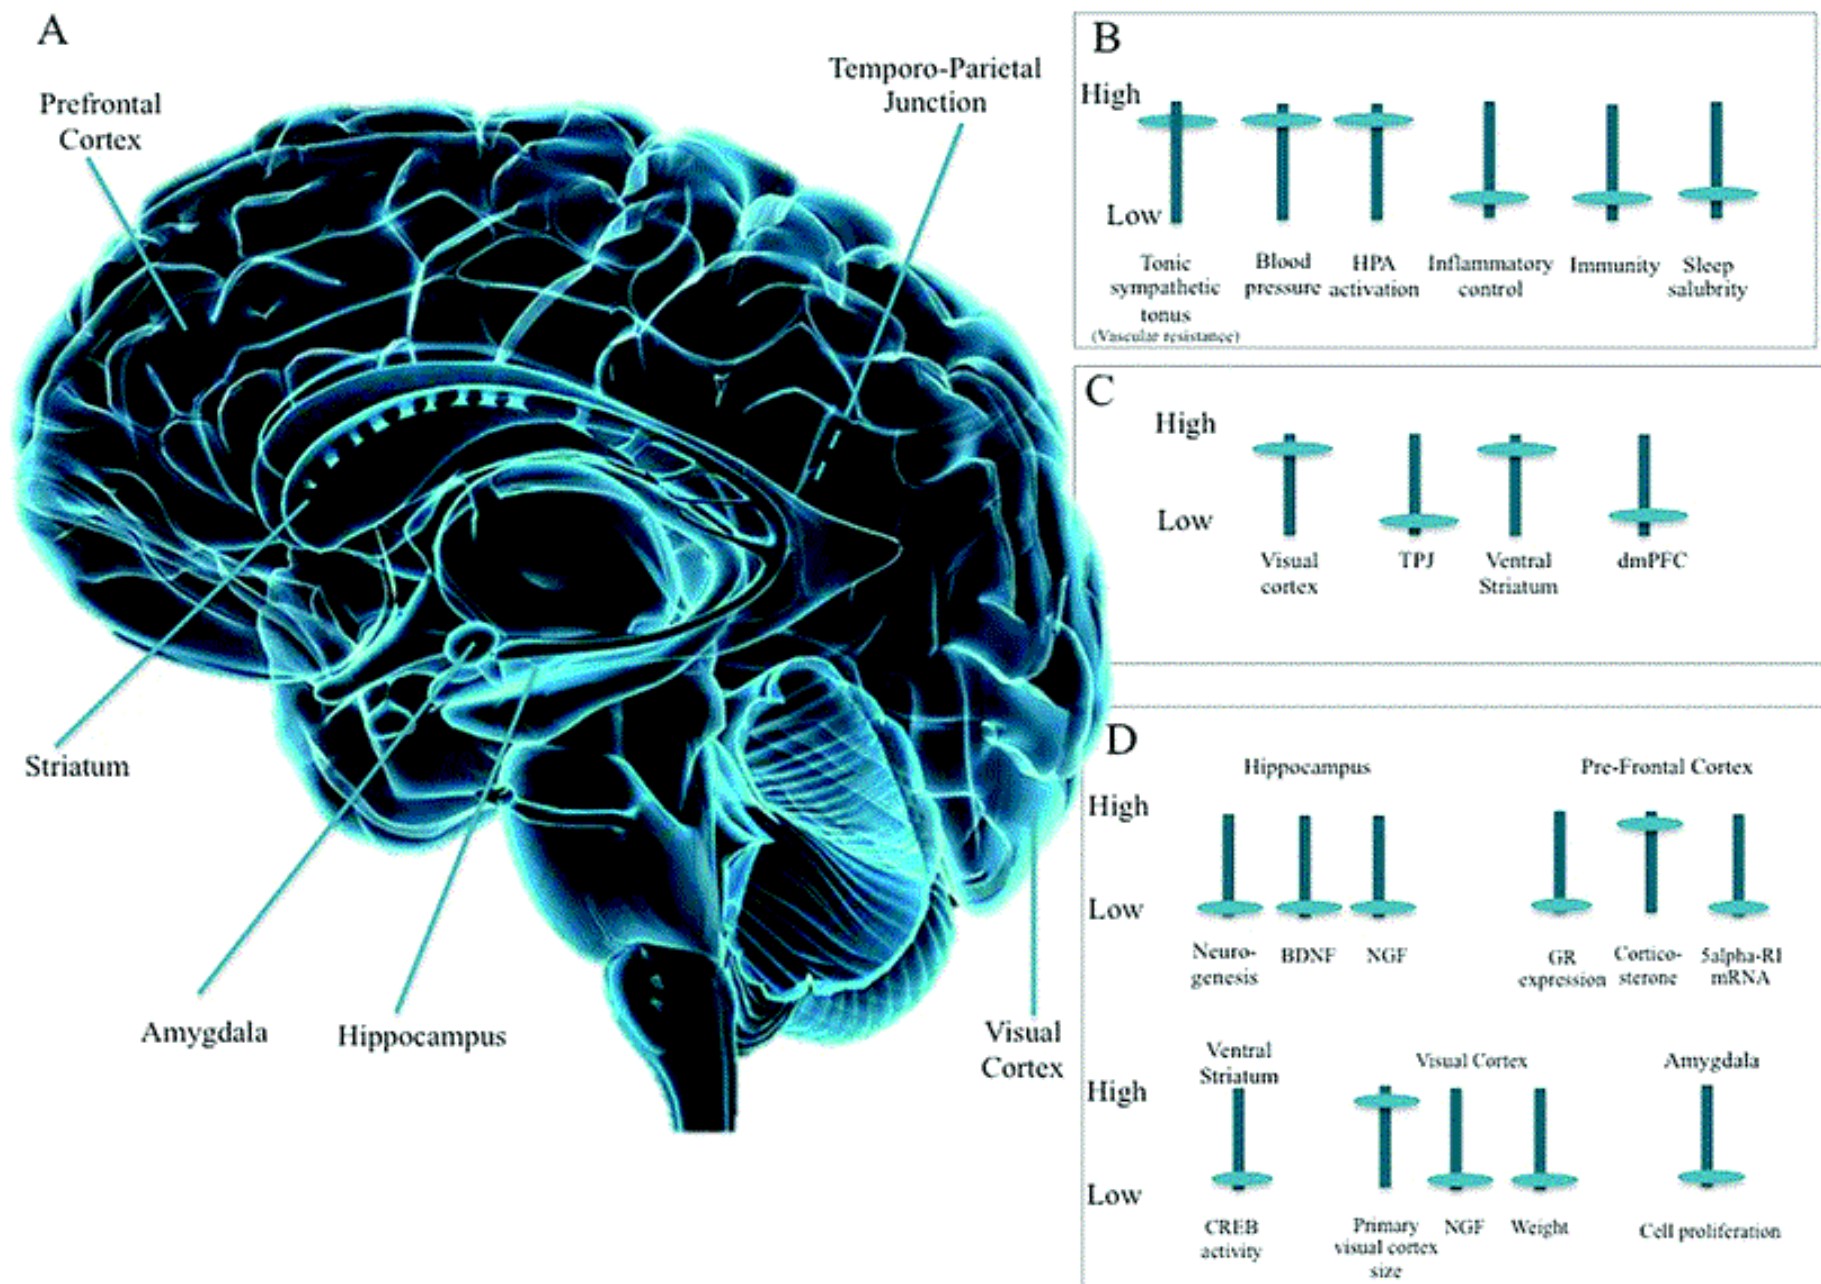 A
Prefrontal
Cortex
Temporo-Parietal
Junction
Striatum
Amygdala
Hippocampus
Visual
Cortex
B
High
Low
Tonic
sympathetic
tonus
(Vascular resistance)
Blood
pressure
HPA
activation
Inflammatory
control
Immunity
Sleep
salubrity
C
High
Low
Visual
cortex
TPJ
Ventral
Striatum
dmPFC
D
Hippocampus
Pre-Frontal Cortex
High
Low
Neuro-
genesis
BDNF
NGF
GR
expression
Cortico-
sterone
5alpha-RI
mRNA
Ventral
Striatum
Visual Cortex
Amygdala
High
Low
CREB
activity
Primary
visual cortex
size
NGF
Weight
Cell proliferation